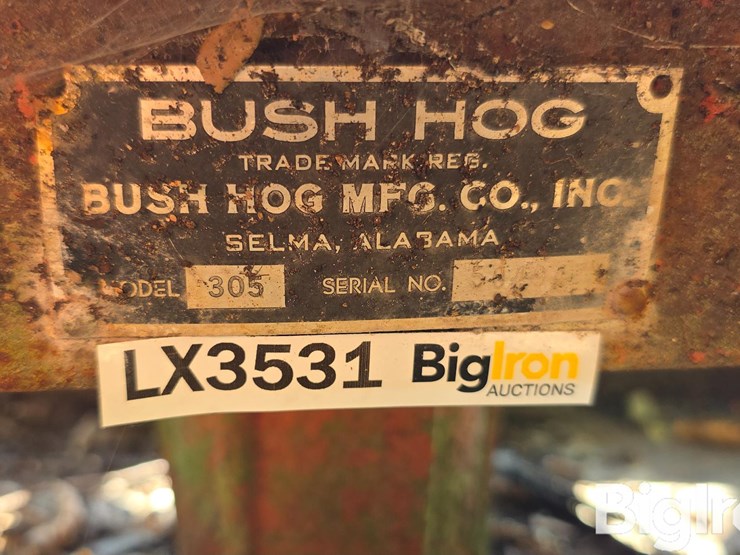 BUSH HOG
TRADE MARK REG.
BUSH HOG MFG. CO., INC.
SELMA, ALABAMA
MODEL 305 SERIAL NO.
LX3531 BigIron
AUCTIONS
BigIro